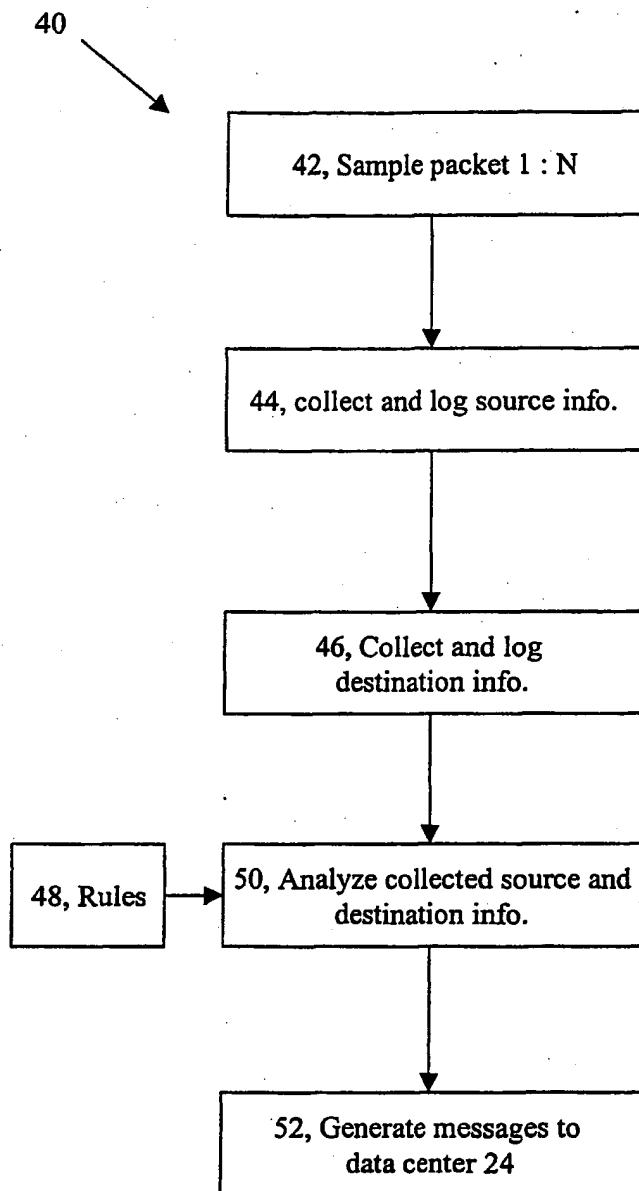 40
42, Sample packet 1 : N
44, collect and log source info.
46, Collect and log
destination info.
48, Rules
50, Analyze collected source and
destination info.
52, Generate messages to
data center 24